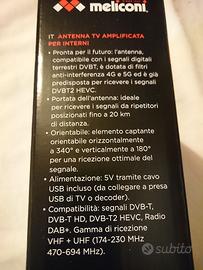 meliconi
IT ANTENNA TV AMPLIFICATA
PER INTERNI
• Pronta per il futuro: l'antenna,
compatibile con i segnali digitali
terrestri DVBT, è dotata di filtri
anti-interferenza 4G e 5G ed è già
predisposta per ricevere i segnali
DVBT2 HEVC.
• Portata dell'antenna: ideale
per ricevere i segnali da ripetitori
posizionati fino a 20 km
di distanza.
• Orientabile: elemento captante
orientabile orizzontalmente
a 340° e verticalmente a 180°
per una ricezione ottimale del
segnale.
• Alimentazione: 5V tramite cavo
USB incluso (da collegare a presa
USB di TV o decoder).
• Compatibilità: segnali DVB-T,
DVB-T HD, DVB-T2 HEVC, Radio
DAB+. Gamma di ricezione
VHF + UHF (174-230 MHz
470-694 MHz).
subito